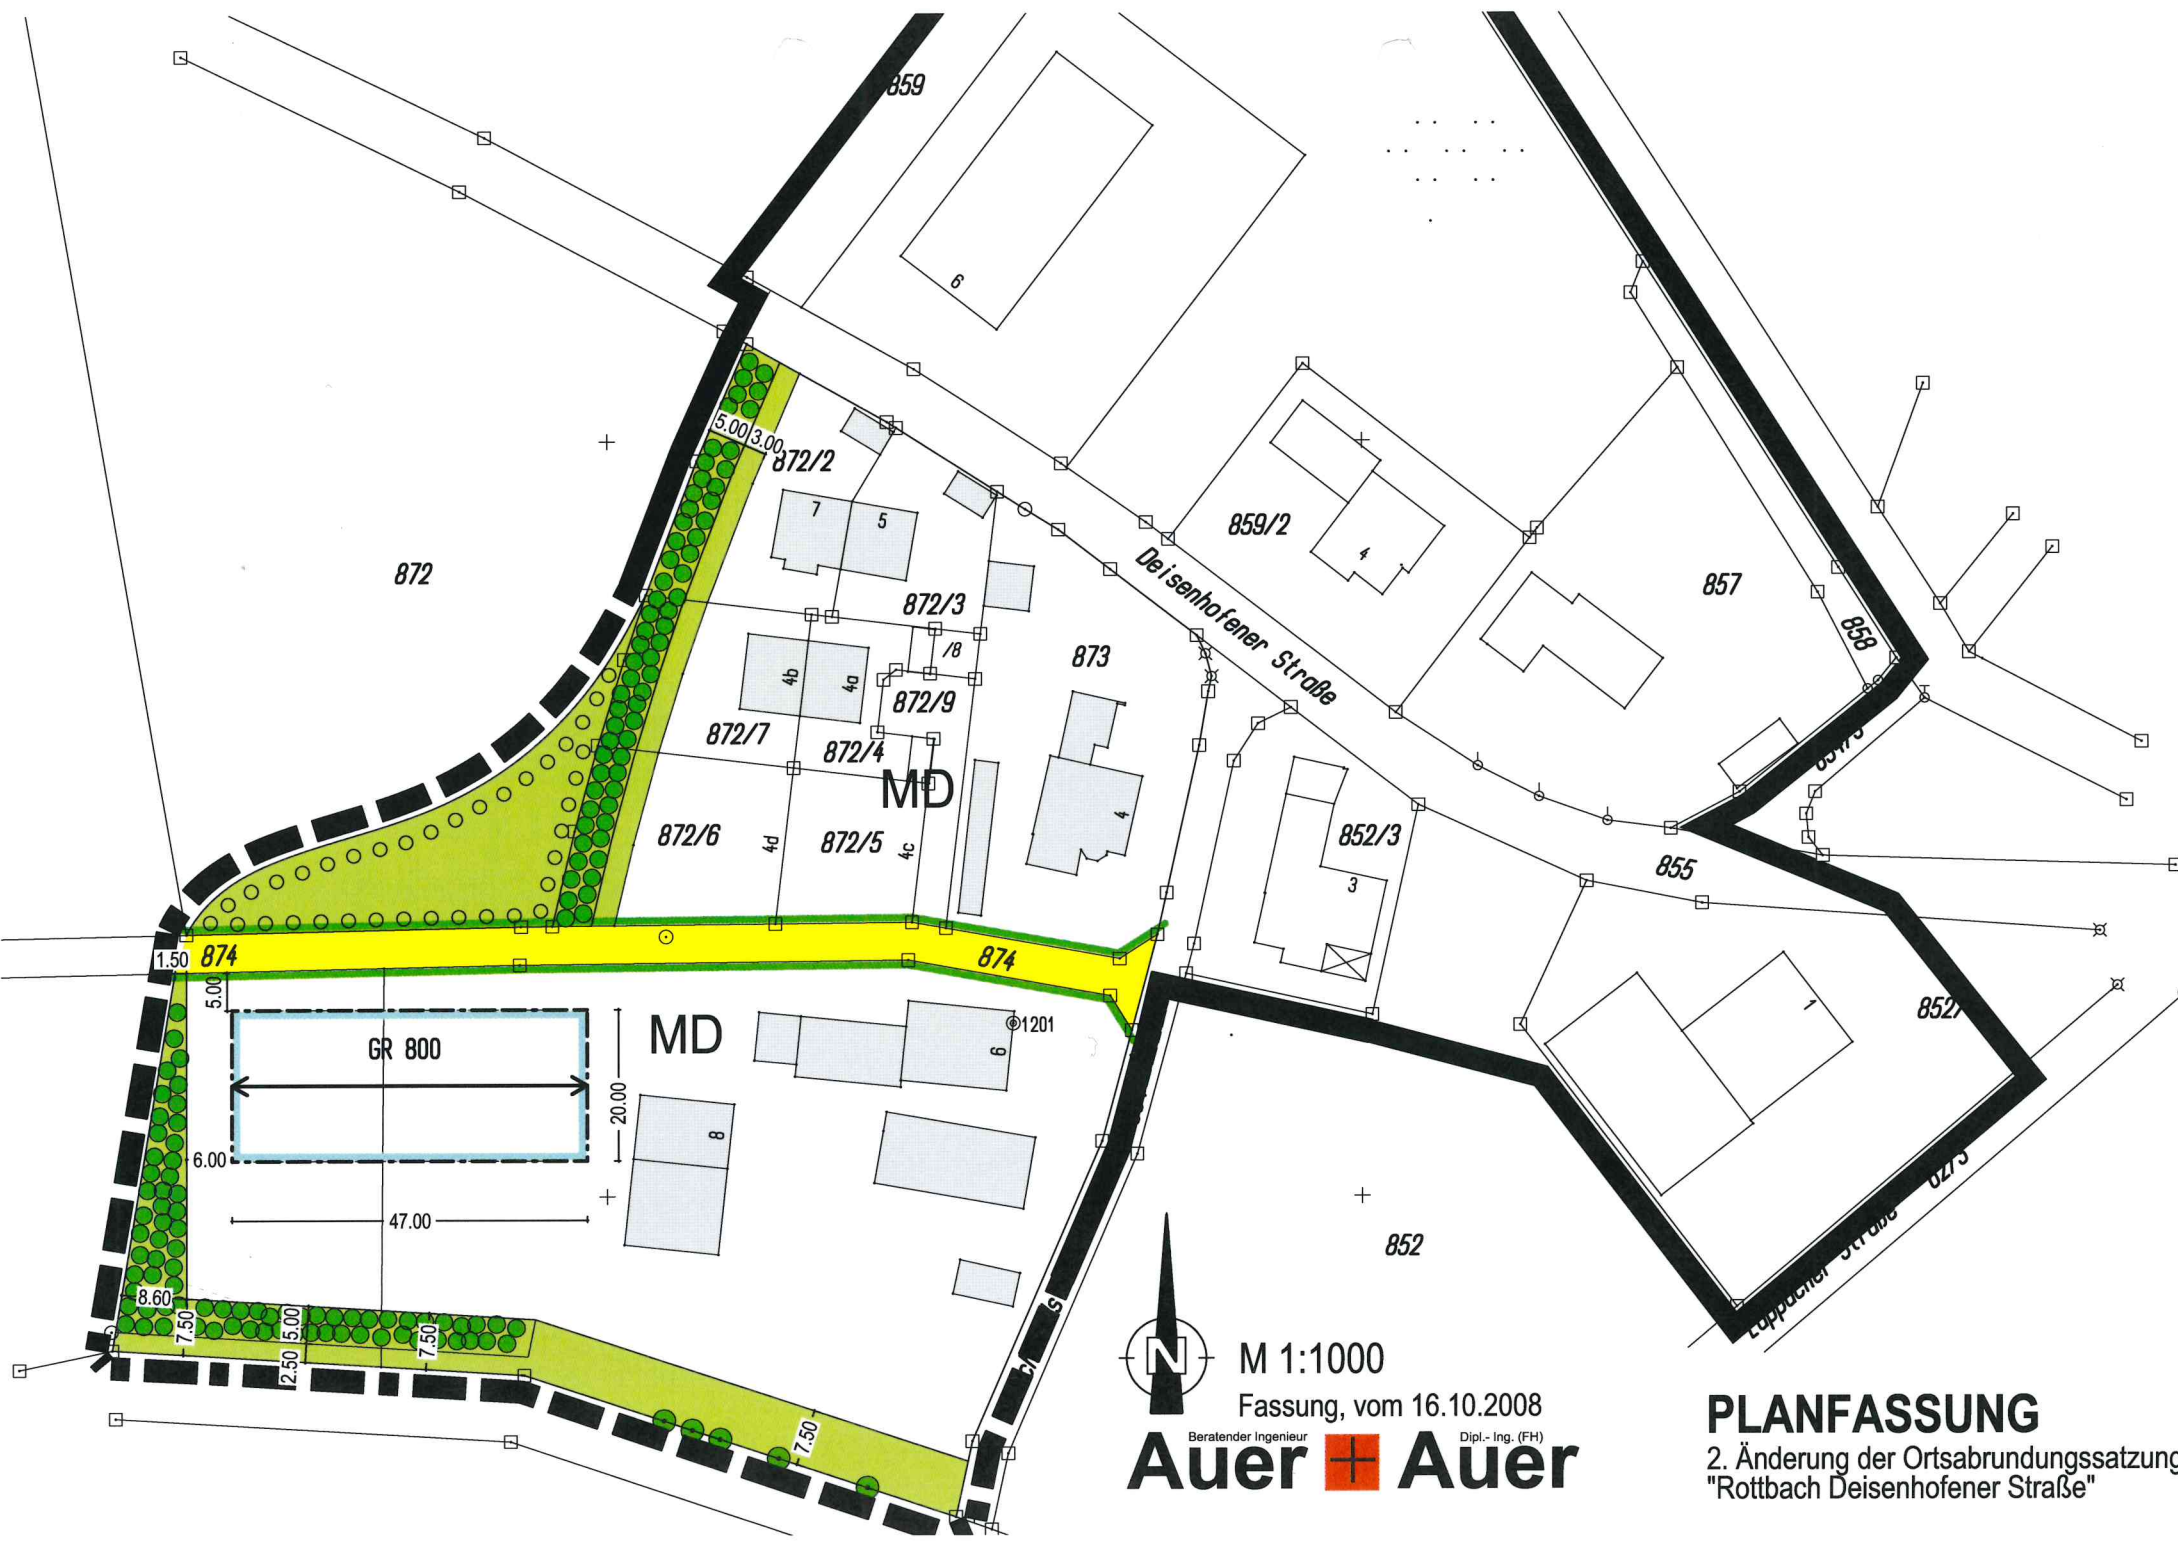 859
6
5.00
3.00
872/2
7
5
859/2
4
872
857
Deisenhofener Straße
872/3
858
/8
873
4b
4a
872/9
872/7
872/4
MD
4
872/6
4d
872/5
4c
852/3
3
855
874
874
1.50
5.00
GR 800
MD
1201
6
1
20.00
8
6.00
47.00
852
8.60
7.50
5.00
2.50
7.50
7.50
N
M 1:1000
Fassung, vom 16.10.2008
Beratender Ingenieur
Dipl.- Ing. (FH)
Auer + Auer
PLANFASSUNG
2. Änderung der Ortsabrundungssatzung
"Rottbach Deisenhofener Straße"